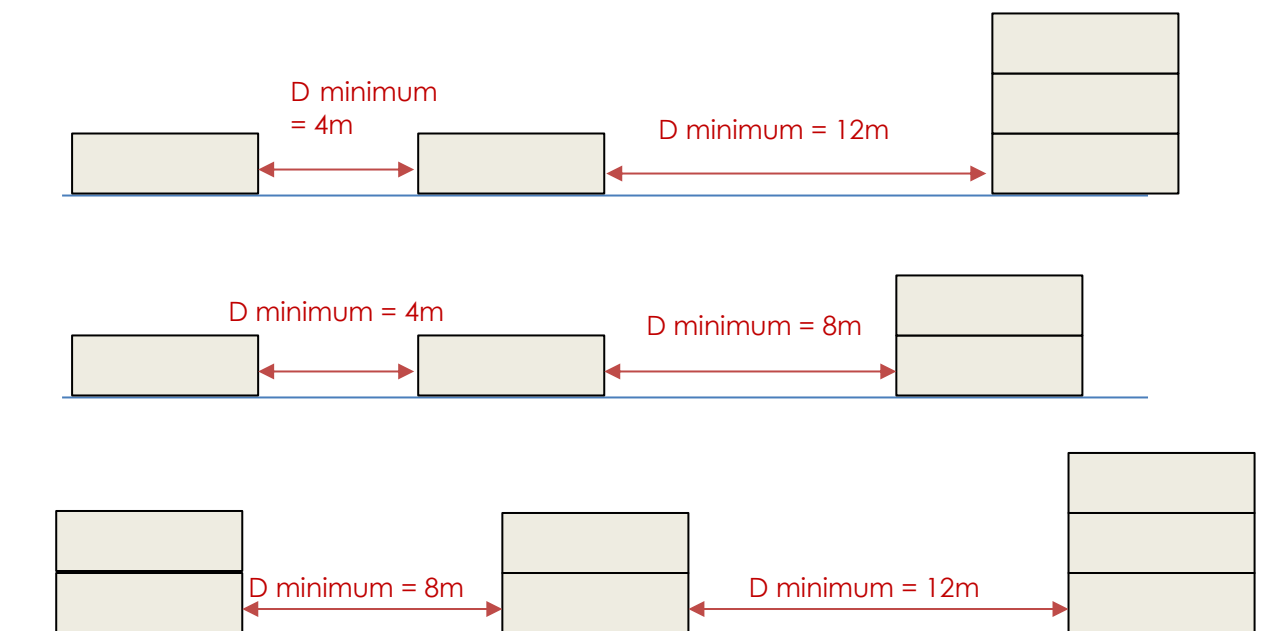 D minimum
= 4m
D minimum = 12m
D minimum = 4m
D minimum = 8m
D minimum = 8m
D minimum = 12m